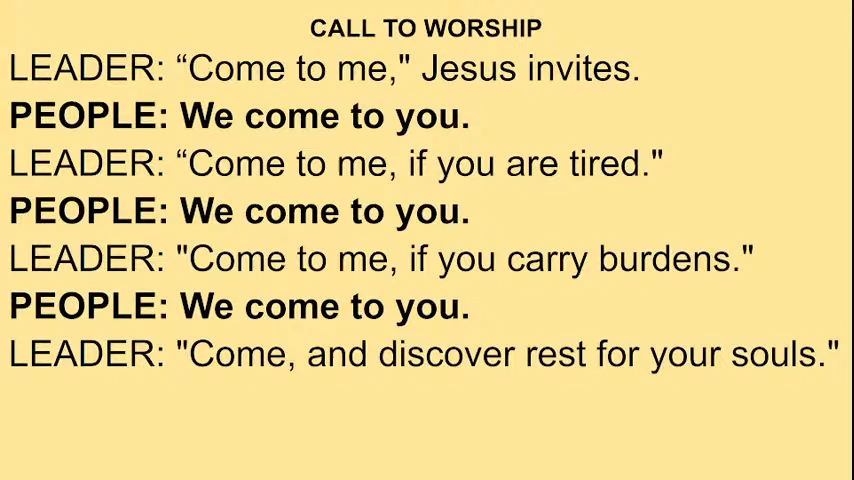 CALL TO WORSHIP
LEADER: “Come to me," Jesus invites.
PEOPLE: We come to you.
LEADER: “Come to me, if you are tired."
PEOPLE: We come to you.
LEADER: "Come to me, if you carry burdens."
PEOPLE: We come to you.
LEADER: "Come, and discover rest for your souls."